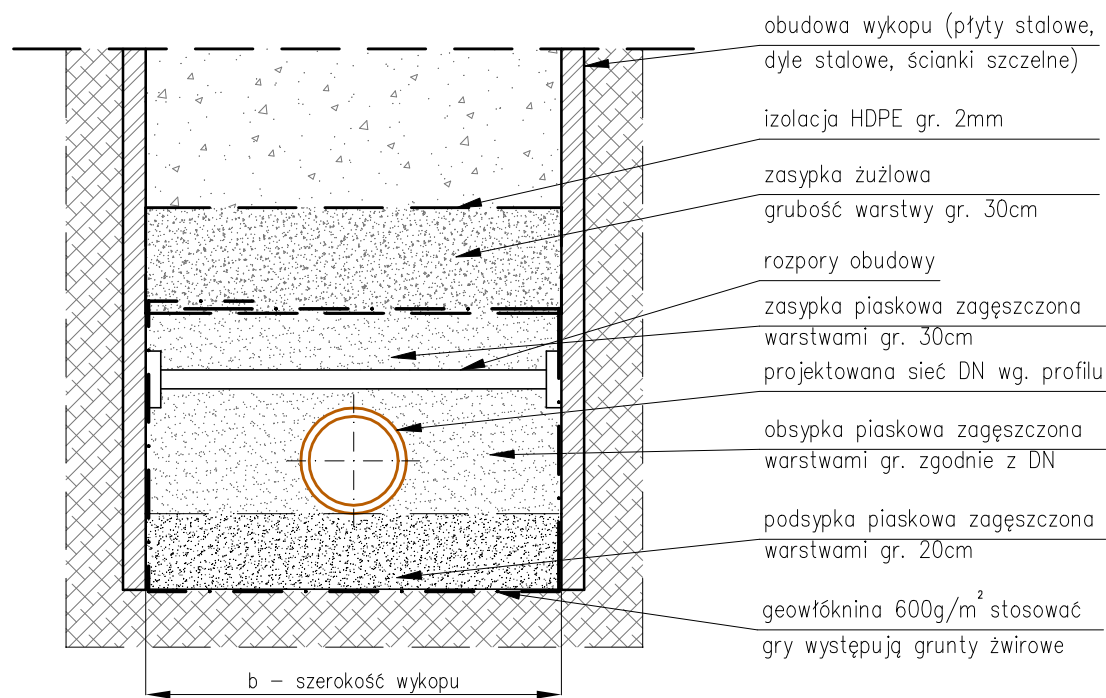 obudowa wykopu (płyty stalowe,
dyle stalowe, ścianki szczelne)
izolacja HDPE gr. 2mm
zasypka żużlowa
grubość warstwy gr. 30cm
rozpory obudowy
zasypka piaskowa zagęszczona
warstwami gr. 30cm
projektowana sieć DN wg. profilu
obsypka piaskowa zagęszczona
warstwami gr. zgodnie z DN
podsypka piaskowa zagęszczona
warstwami gr. 20cm
geowłóknina 600g/m² stosować
gry występują grunty żwirowe
b – szerokość wykopu